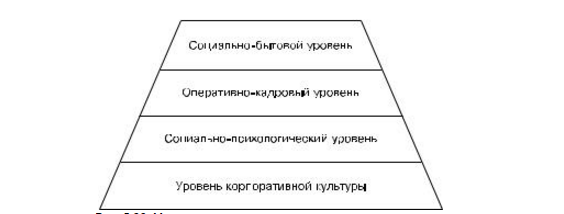 Социально-бытовой уровень
Оперативно-кадровый уровень
Социально-психологический уровень
Уровень корпоративной культуры